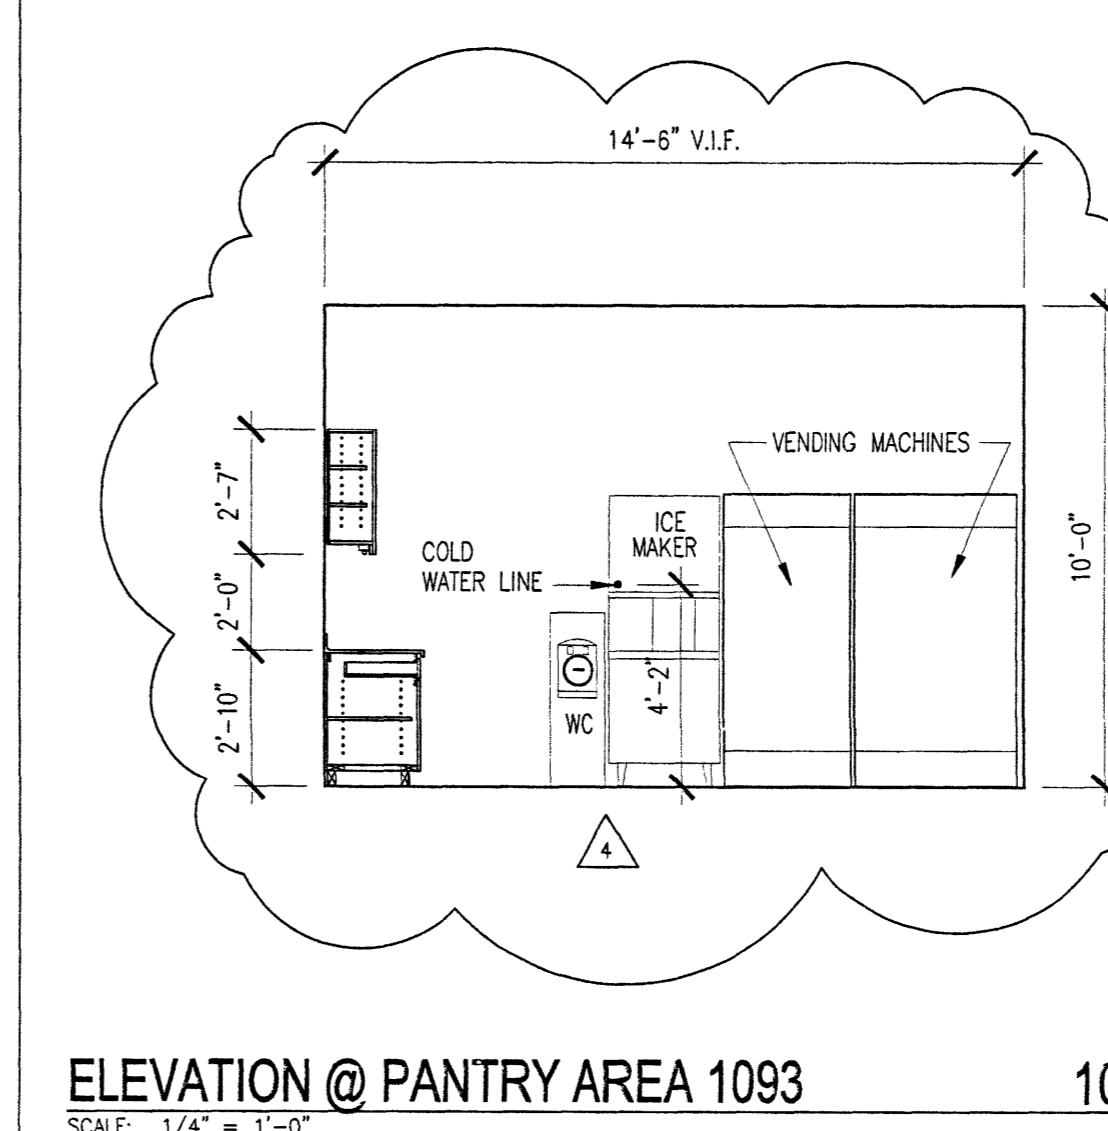 14'-6" V.I.F.
VENDING MACHINES
ICE
MAKER
COLD
WATER LINE
2'-7"
2'-0"
2'-10"
4'-2"
10'-0"
WC
4
ELEVATION @ PANTRY AREA 1093
10
SCALE: 1/4" = 1'-0"